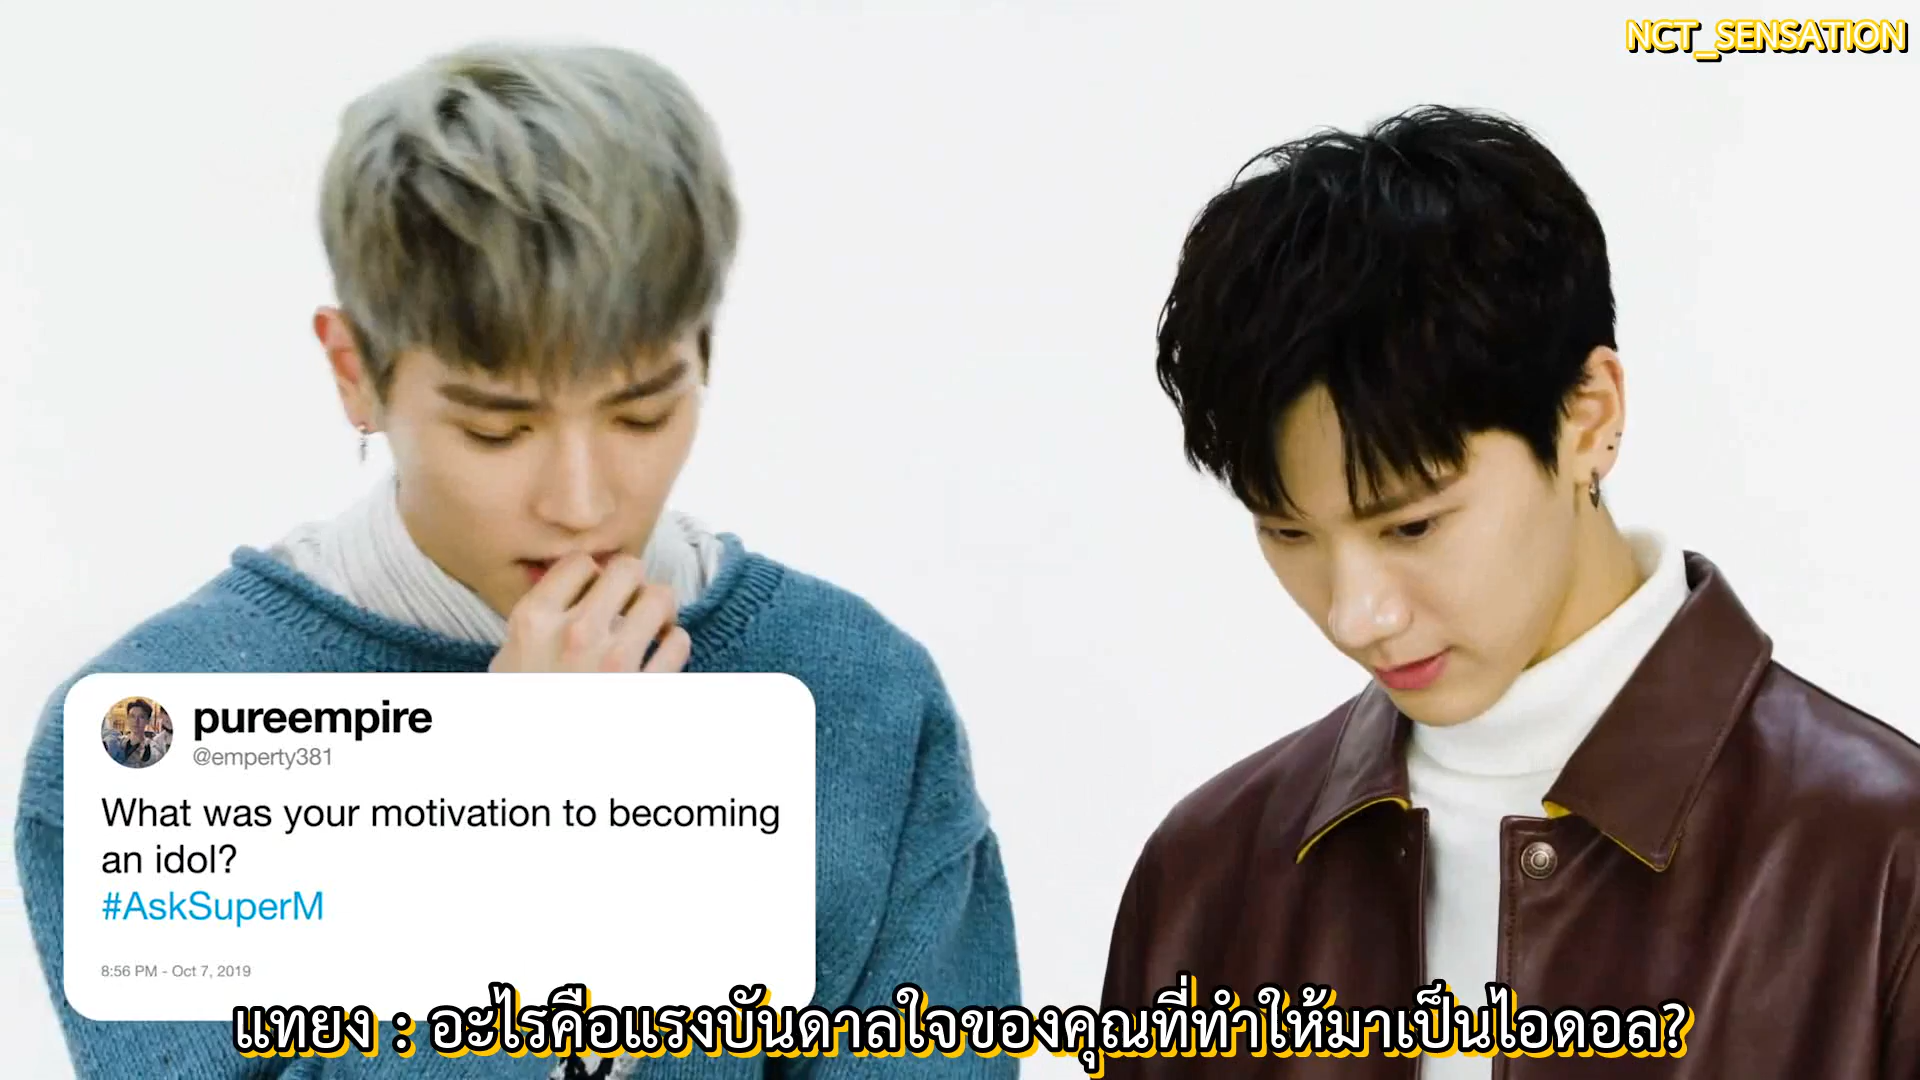 NCT_SENSATION
pureempire
@emperty381
What was your motivation to becoming
an idol?
#AskSuperM
8:56 PM - Oct 7, 2019
แทยง : อะไรคือแรงบันดาลใจของคุณที่ทำให้มาเป็นไอดอล?